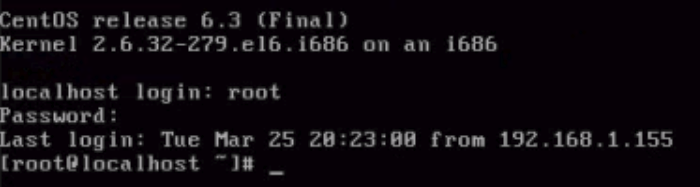 CentOS release 6.3 (Final)
Kernel 2.6.32-279.el6.i686 on an i686
localhost login: root
Password:
Last login: Tue Mar 25 20:23:00 from 192.168.1.155
[root@localhost ~]# _